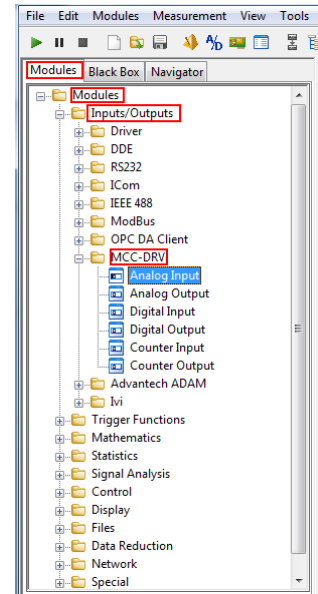 File Edit Modules Measurement View Tools
Modules Black Box Navigator
Modules
Inputs/Outputs
Driver
DDE
RS232
ICom
IEEE 488
ModBus
OPC DA Client
MCC-DRV
Analog Input
Analog Output
Digital Input
Digital Output
Counter Input
Counter Output
Advantech ADAM
Ivi
Trigger Functions
Mathematics
Statistics
Signal Analysis
Control
Display
Files
Data Reduction
Network
Special